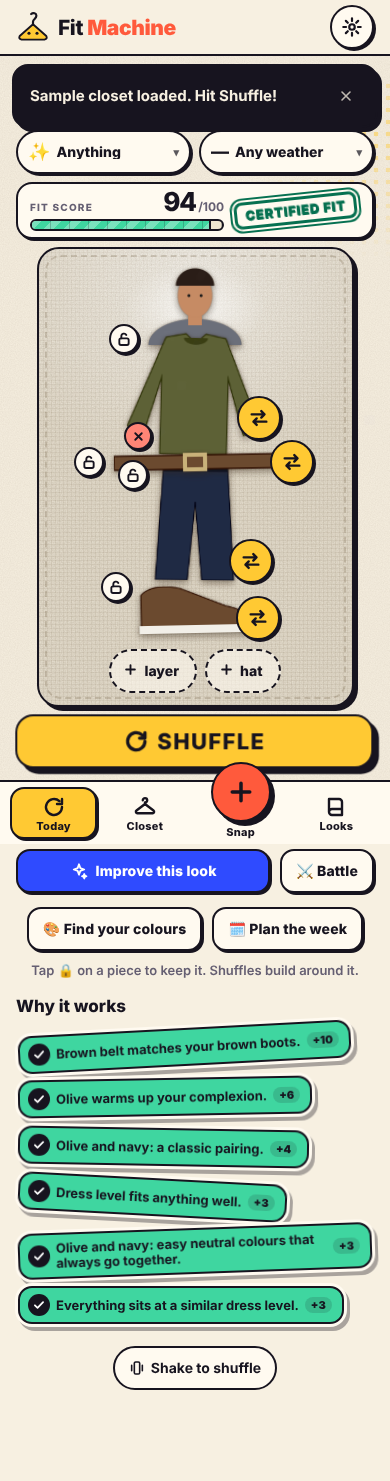 Fit Machine
Sample closet loaded. Hit Shuffle!
Anything
Any weather
FIT SCORE
94/100
CERTIFIED FIT
+ layer
+ hat
SHUFFLE
Today
Closet
Snap
Looks
Improve this look
Battle
Find your colours
Plan the week
Tap 🔒 on a piece to keep it. Shuffles build around it.
Why it works
Brown belt matches your brown boots. +10
Olive warms up your complexion. +6
Olive and navy: a classic pairing. +4
Dress level fits anything well. +3
Olive and navy: easy neutral colours that +3
always go together.
Everything sits at a similar dress level. +3
Shake to shuffle